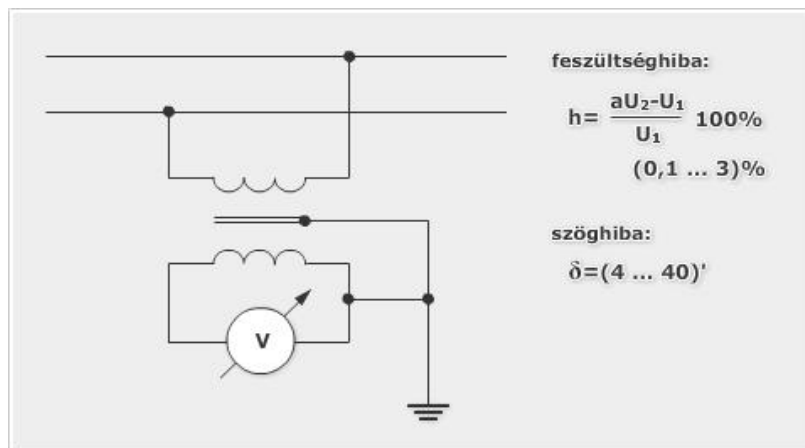 feszültséghiba:
h= aU₂-U₁ / U₁ 100%
(0,1 ... 3)%
szöghiba:
δ=(4 ... 40)'
V